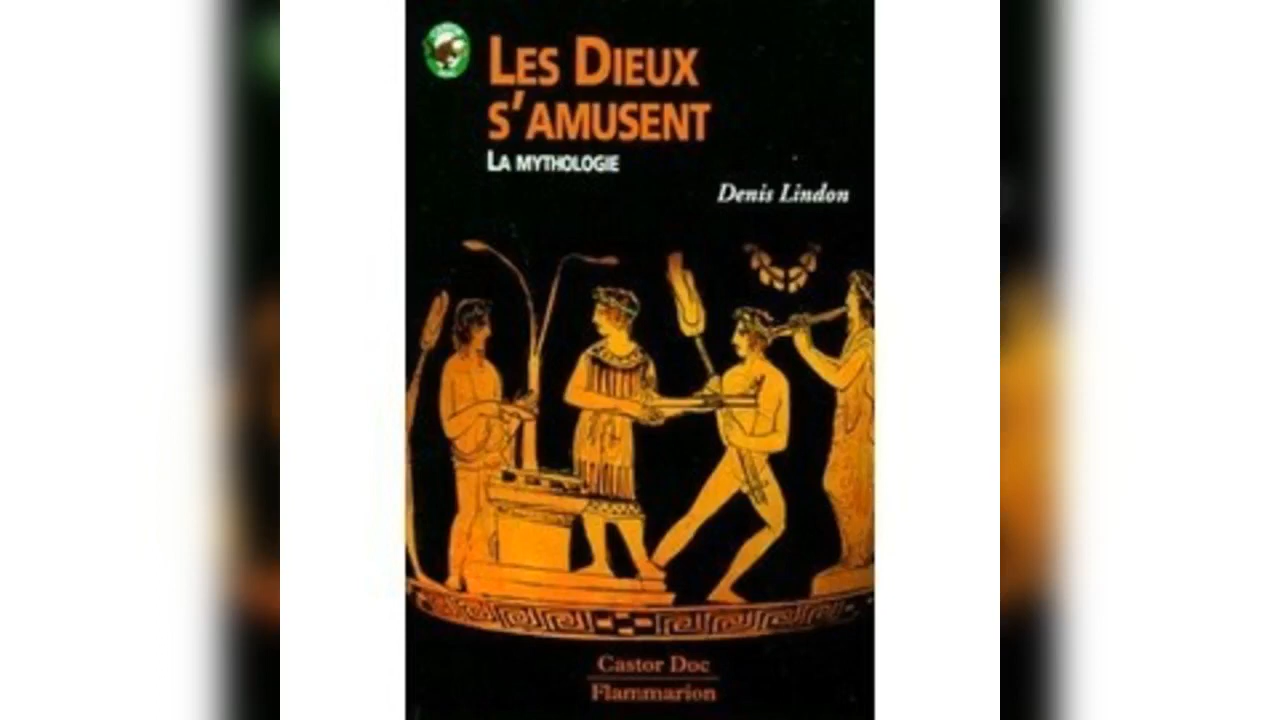 LES DIEUX
S'AMUSENT
LA MYTHOLOGIE
Denis Lindon
Castor Doc
Flammarion